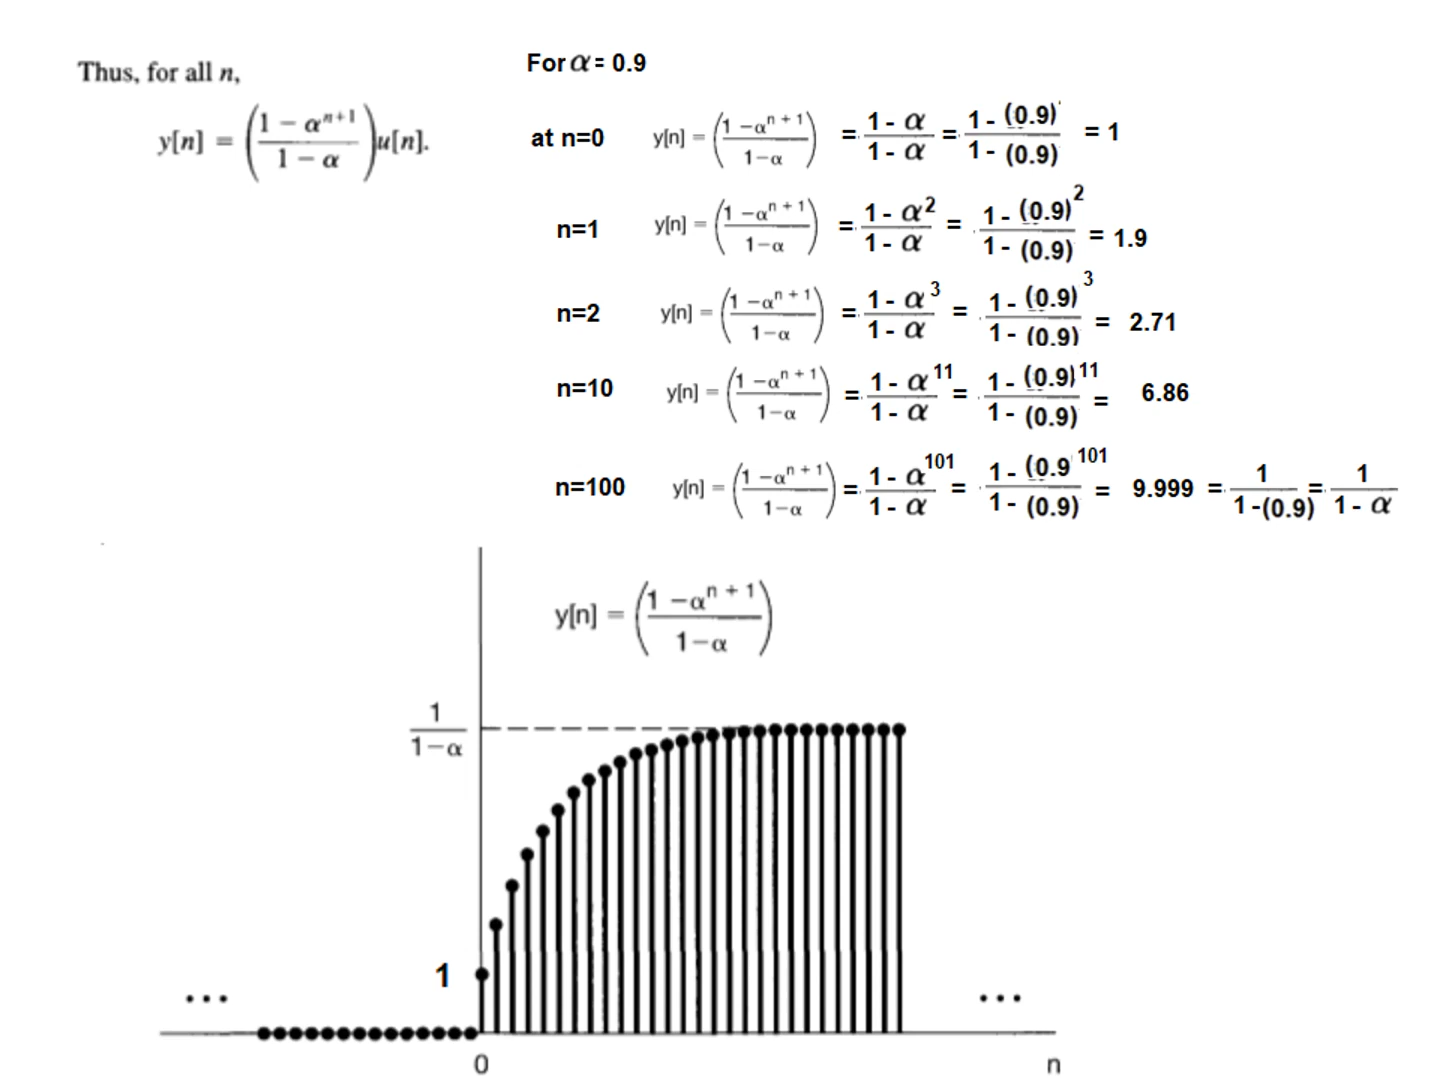 Thus, for all n,
y[n] = ((1 − α^(n+1))/(1 − α)) u[n].
For α = 0.9
at n=0 y[n] = ((1 − α^(n + 1))/(1 − α)) = (1 - α)/(1 - α) = (1 - (0.9)')/(1 - (0.9)) = 1
n=1 y[n] = ((1 − α^(n + 1))/(1 − α)) = (1 - α^2)/(1 - α) = (1 - (0.9)^2)/(1 - (0.9)) = 1.9
n=2 y[n] = ((1 − α^(n + 1))/(1 − α)) = (1 - α^3)/(1 - α) = (1 - (0.9)^3)/(1 - (0.9)) = 2.71
n=10 y[n] = ((1 − α^(n + 1))/(1 − α)) = (1 - α^11)/(1 - α) = (1 - (0.9)^11)/(1 - (0.9)) = 6.86
n=100 y[n] = ((1 − α^(n + 1))/(1 − α)) = (1 - α^101)/(1 - α) = (1 - (0.9^101)/(1 - (0.9)) = 9.999 = 1/(1 -(0.9)) = 1/(1 - α)
y[n] = ((1 − α^(n + 1))/(1 − α))
1/(1−α)
1
... ...
0 n